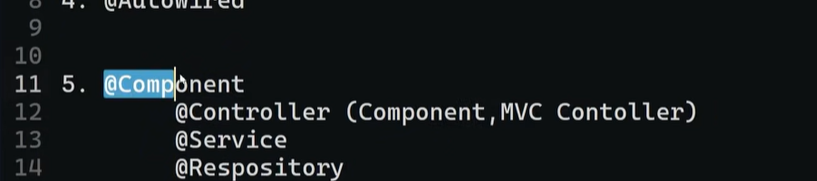 8 4. @Autowired
9
10
11 5. @Component
12 @Controller (Component,MVC Contoller)
13 @Service
14 @Respository